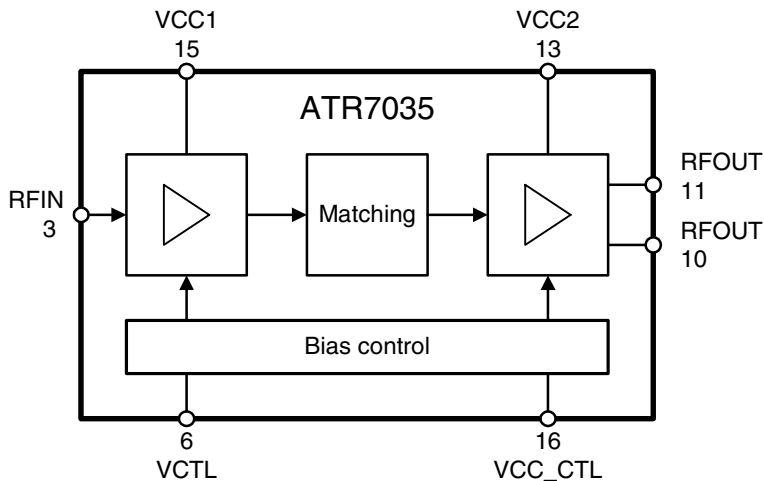 VCC1
15
VCC2
13
ATR7035
RFIN
3
Matching
RFOUT
11
RFOUT
10
Bias control
6
VCTL
16
VCC_CTL